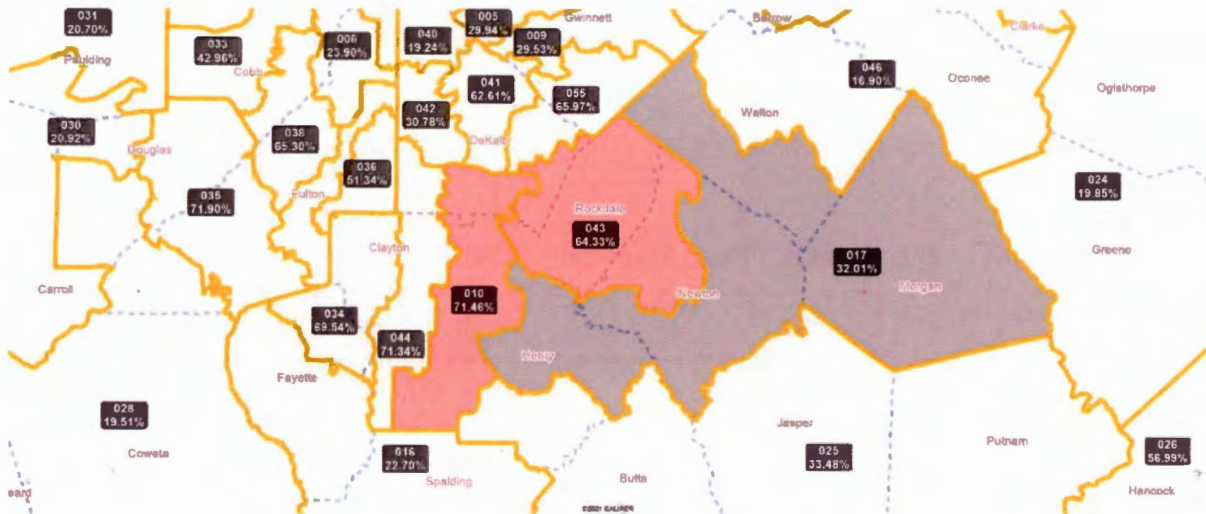 031
20.70%
Paulding
033
42.96%
Cobb
006
23.90%
040
19.24%
005
29.94%
009
29.53%
Gwinnett
Barrow
Clarke
046
16.90%
Oconee
Oglethorpe
041
62.61%
055
65.97%
Walton
042
30.78%
DeKalb
030
20.92%
Douglas
038
65.30%
Fulton
036
51.34%
024
19.85%
035
71.90%
Rockdale
043
64.33%
Clayton
017
32.01%
Greene
Morgan
Carroll
010
71.46%
Newton
034
69.54%
044
71.34%
Henry
Fayette
028
19.51%
Coweta
016
22.70%
Spalding
Jasper
025
33.48%
Putnam
026
56.99%
Hancock
Butts
eard
©2021 CALIPER